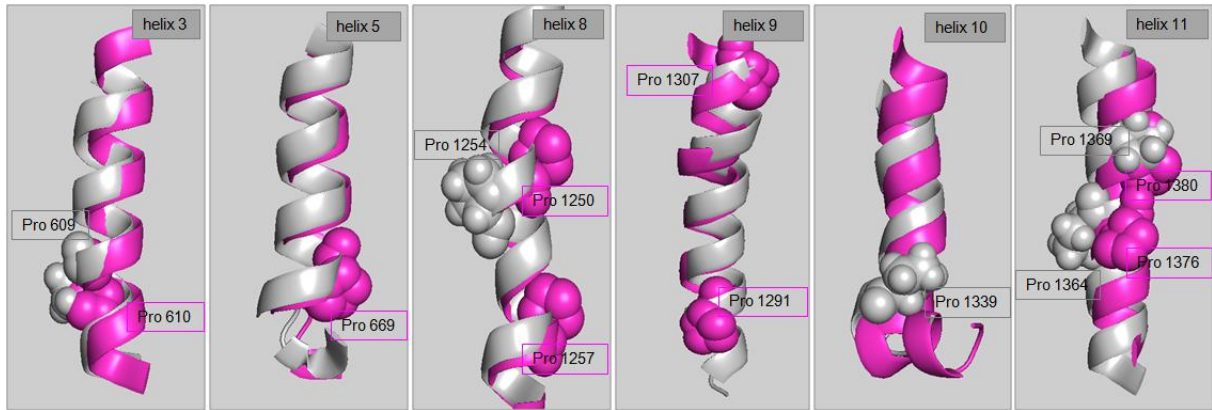 helix 3
Pro 609
Pro 610
helix 5
Pro 669
helix 8
Pro 1254
Pro 1250
Pro 1257
helix 9
Pro 1307
Pro 1291
helix 10
Pro 1339
helix 11
Pro 1369
Pro 1380
Pro 1376
Pro 1364